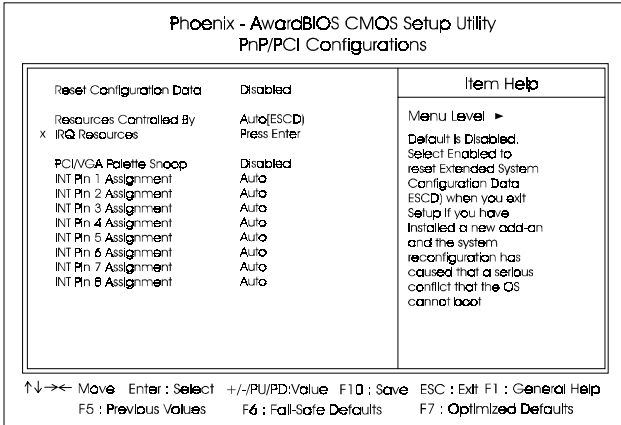 Phoenix - AwardBIOS CMOS Setup Utility
PnP/PCI Configurations
Reset Configuration Data Disabled
Resources Controlled By Auto(ESCD)
x IRQ Resources Press Enter
PCI/VGA Palette Snoop Disabled
INT Pin 1 Assignment Auto
INT Pin 2 Assignment Auto
INT Pin 3 Assignment Auto
INT Pin 4 Assignment Auto
INT Pin 5 Assignment Auto
INT Pin 6 Assignment Auto
INT Pin 7 Assignment Auto
INT Pin 8 Assignment Auto
Item Help
Menu Level ►
Default is Disabled.
Select Enabled to
reset Extended System
Configuration Data
ESCD) when you exit
Setup if you have
installed a new add-an
and the system
reconfiguration has
caused that a serious
conflict that the OS
cannot boot
↑↓→← Move Enter : Select +/-/PU/PD:Value F10 : Save ESC : Exit F1 : General Help
F5 : Previous Values F6 : Fail-Safe Defaults F7 : Optimized Defaults